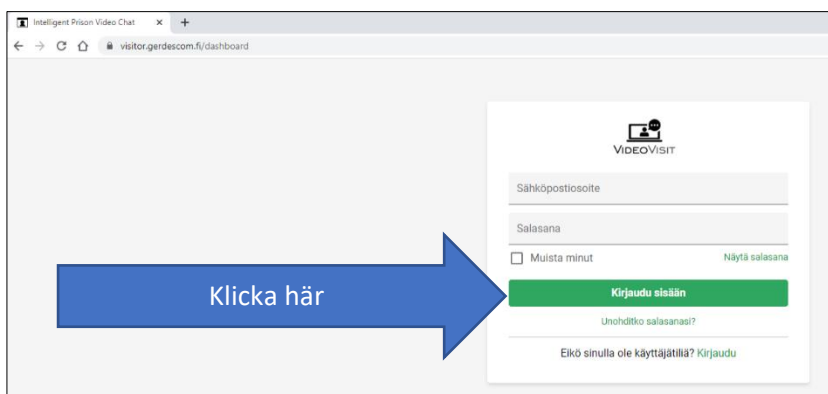 Intelligent Prison Video Chat
visitor.gerdescom.fi/dashboard
VIDEOVISIT
Sähköpostiosoite
Salasana
Muista minut Näytä salasana
Klicka här
Kirjaudu sisään
Unohditko salasanasi?
Eikö sinulla ole käyttäjätiliä? Kirjaudu